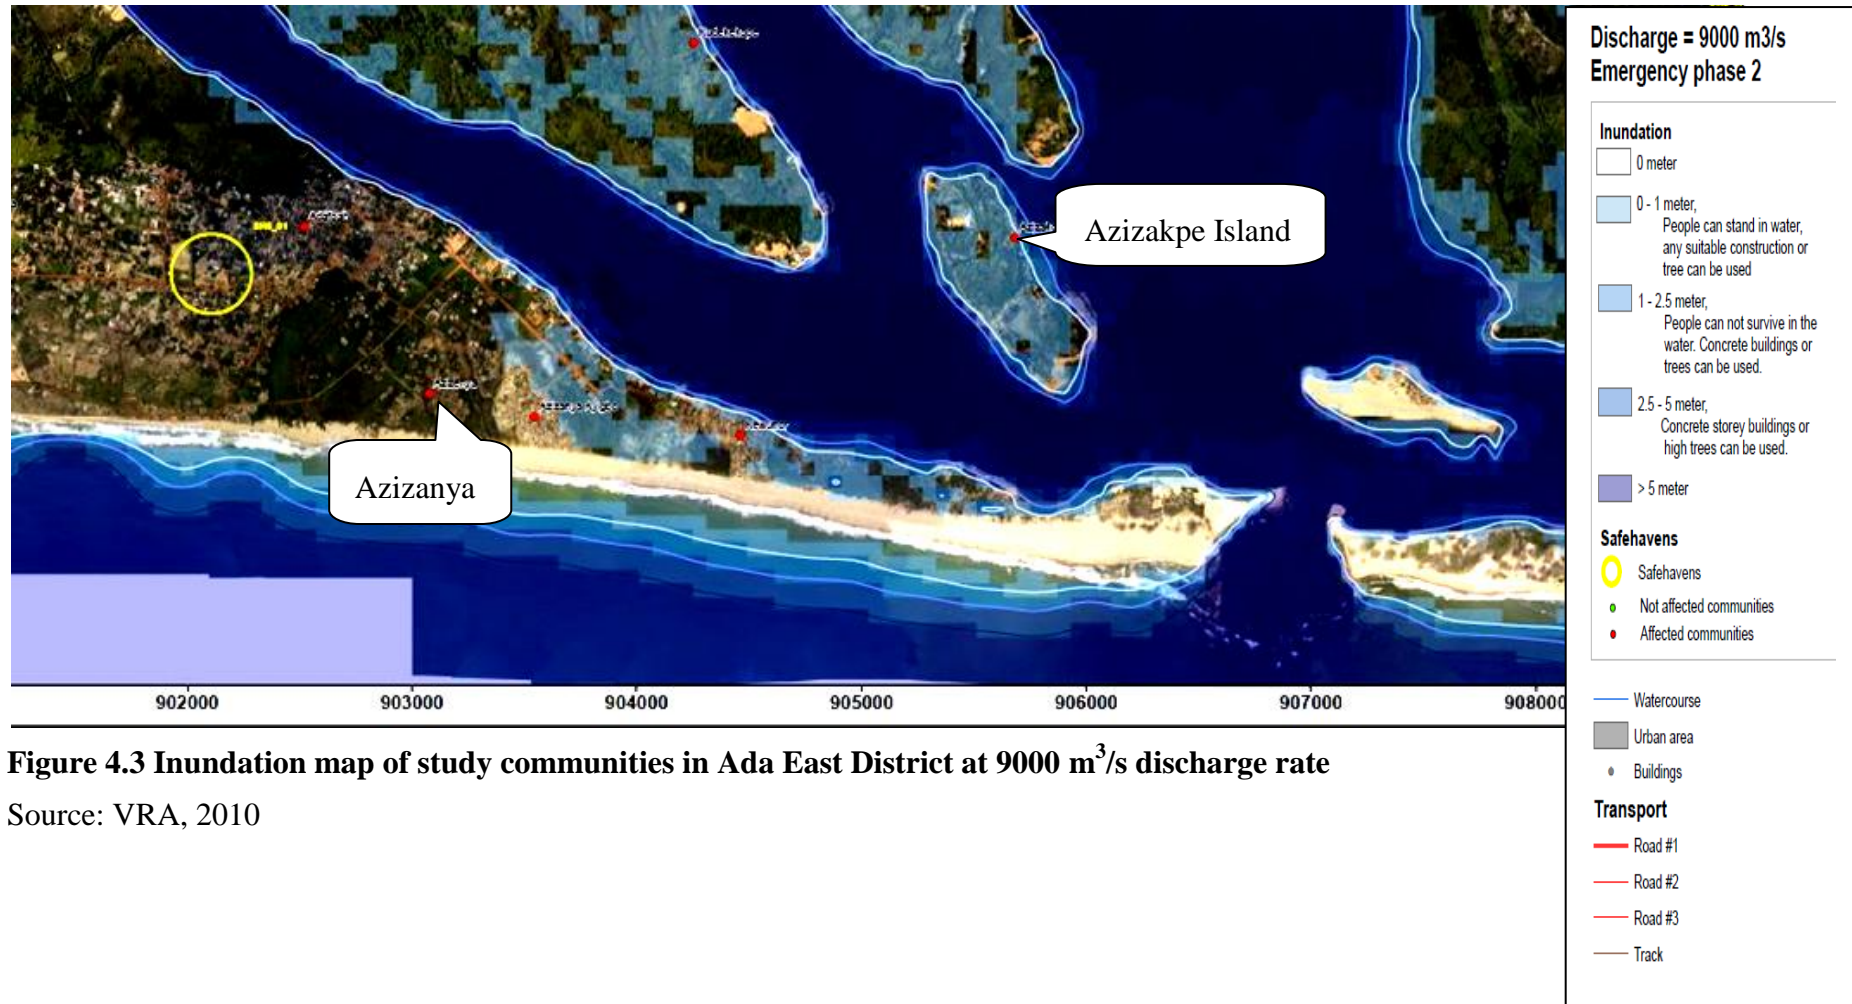 Discharge = 9000 m3/s
Emergency phase 2
Inundation
0 meter
0 - 1 meter,
People can stand in water,
any suitable construction or
tree can be used
1 - 2.5 meter,
People can not survive in the
water. Concrete buildings or
trees can be used.
2.5 - 5 meter,
Concrete storey buildings or
high trees can be used.
> 5 meter
Safehavens
Safehavens
Not affected communities
Affected communities
Watercourse
Urban area
Buildings
Transport
Road #1
Road #2
Road #3
Track
Azizakpe Island
Azizanya
902000 903000 904000 905000 906000 907000 908000
Figure 4.3 Inundation map of study communities in Ada East District at 9000 m³/s discharge rate
Source: VRA, 2010